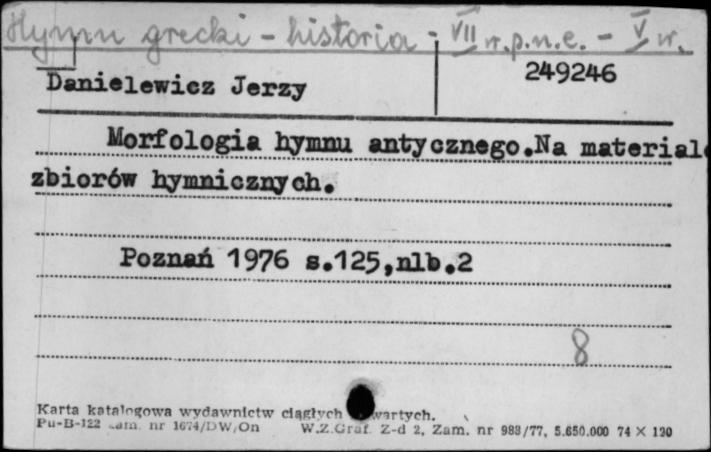 Hymn grecki - historia - VII w.p.n.e. - V w.
Danielewicz Jerzy
249246
Morfologia hymnu antycznego.Na material
zbiorów hymnicznych.
Poznań 1976 s.125,nlb.2
8
Karta katalogowa wydawnictw ciągłych wartych.
Pu-B-122 zam. nr 1674/DW/On W.Z.Graf. Z-d 2, Zam. nr 983/77, 5.650.000 74 × 120